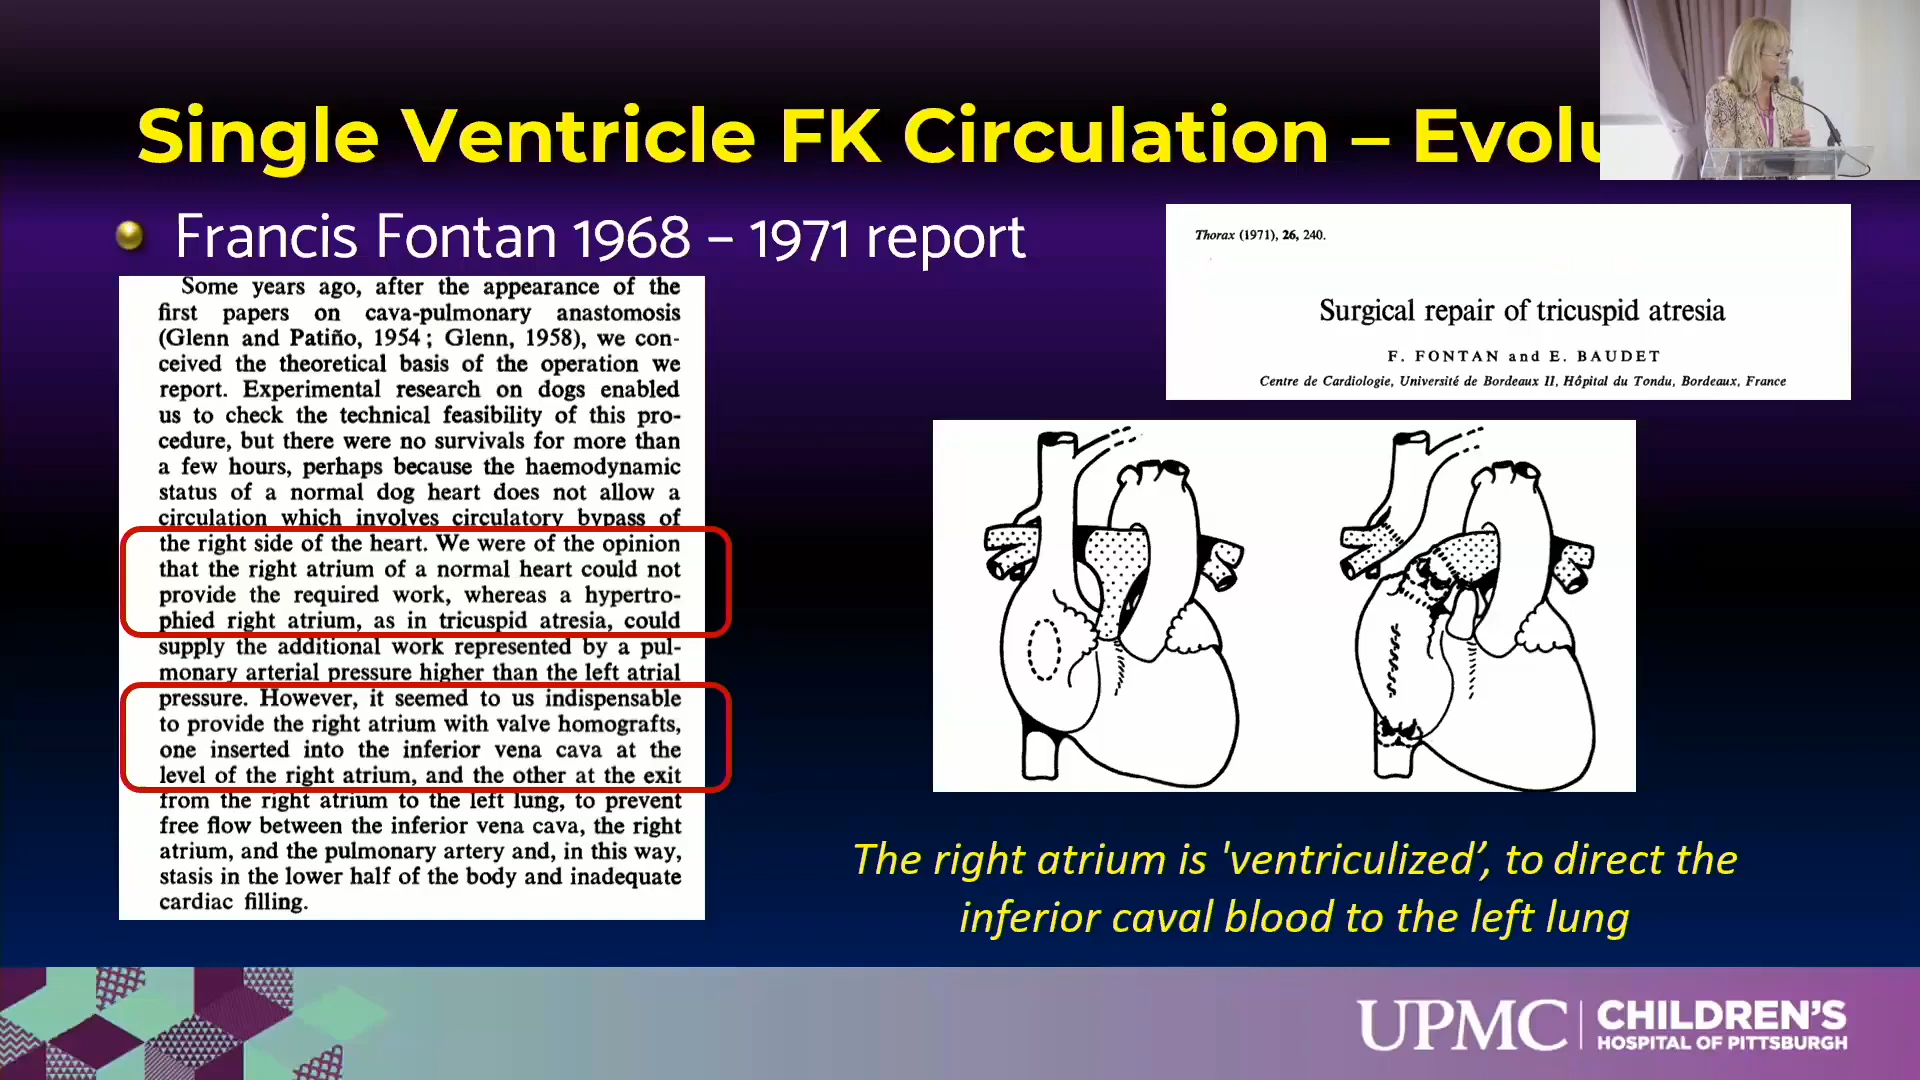 Single Ventricle FK Circulation – Evolu
Francis Fontan 1968 – 1971 report
Some years ago, after the appearance of the
first papers on cava-pulmonary anastomosis
(Glenn and Patiño, 1954; Glenn, 1958), we con-
ceived the theoretical basis of the operation we
report. Experimental research on dogs enabled
us to check the technical feasibility of this pro-
cedure, but there were no survivals for more than
a few hours, perhaps because the haemodynamic
status of a normal dog heart does not allow a
circulation which involves circulatory bypass of
the right side of the heart. We were of the opinion
that the right atrium of a normal heart could not
provide the required work, whereas a hypertro-
phied right atrium, as in tricuspid atresia, could
supply the additional work represented by a pul-
monary arterial pressure higher than the left atrial
pressure. However, it seemed to us indispensable
to provide the right atrium with valve homografts,
one inserted into the inferior vena cava at the
level of the right atrium, and the other at the exit
from the right atrium to the left lung, to prevent
free flow between the inferior vena cava, the right
atrium, and the pulmonary artery and, in this way,
stasis in the lower half of the body and inadequate
cardiac filling.
Thorax (1971), 26, 240.
Surgical repair of tricuspid atresia
F. FONTAN and E. BAUDET
Centre de Cardiologie, Université de Bordeaux II, Hôpital du Tondu, Bordeaux, France
The right atrium is 'ventriculized’, to direct the
inferior caval blood to the left lung
UPMC CHILDREN'S
HOSPITAL OF PITTSBURGH